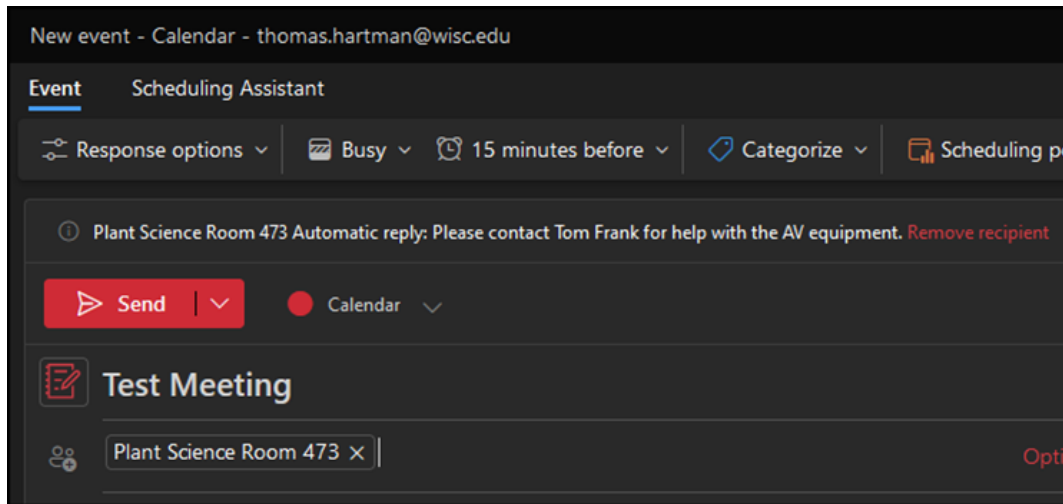 New event - Calendar - thomas.hartman@wisc.edu
Event Scheduling Assistant
Response options Busy 15 minutes before Categorize Scheduling
Plant Science Room 473 Automatic reply: Please contact Tom Frank for help with the AV equipment. Remove recipient
Send Calendar
Test Meeting
Plant Science Room 473